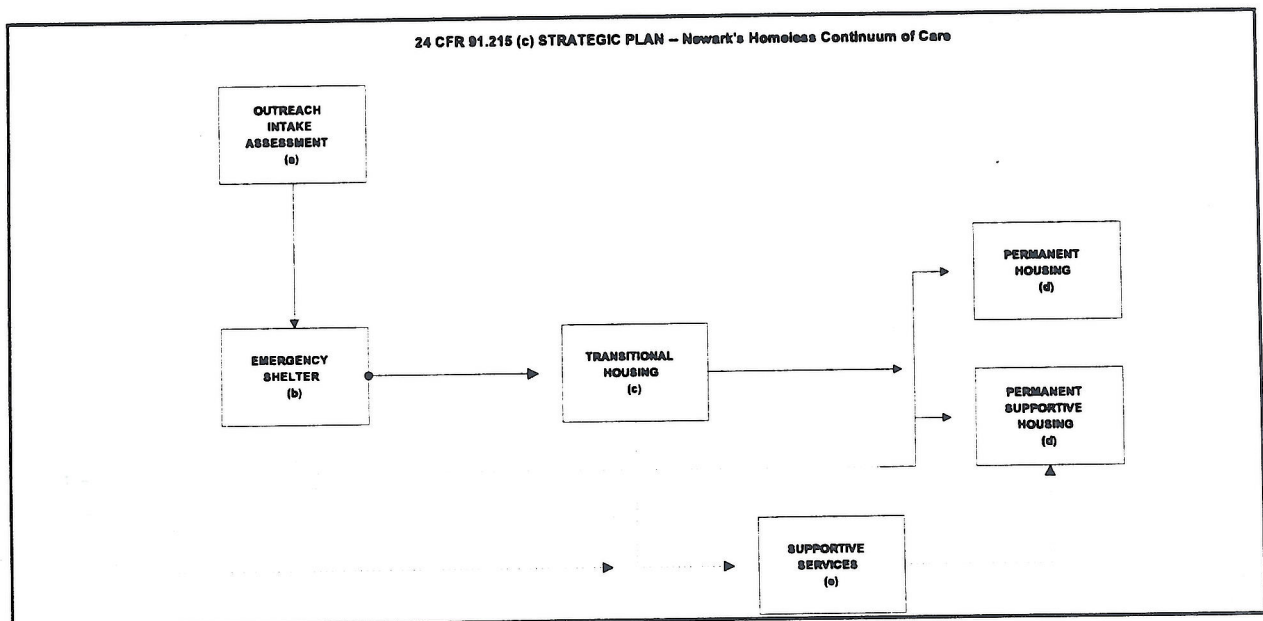 24 CFR 91.215 (c) STRATEGIC PLAN – Newark's Homeless Continuum of Care
OUTREACH
INTAKE
ASSESSMENT
(a)
EMERGENCY
SHELTER
(b)
TRANSITIONAL
HOUSING
(c)
PERMANENT
HOUSING
(d)
PERMANENT
SUPPORTIVE
HOUSING
(d)
SUPPORTIVE
SERVICES
(e)